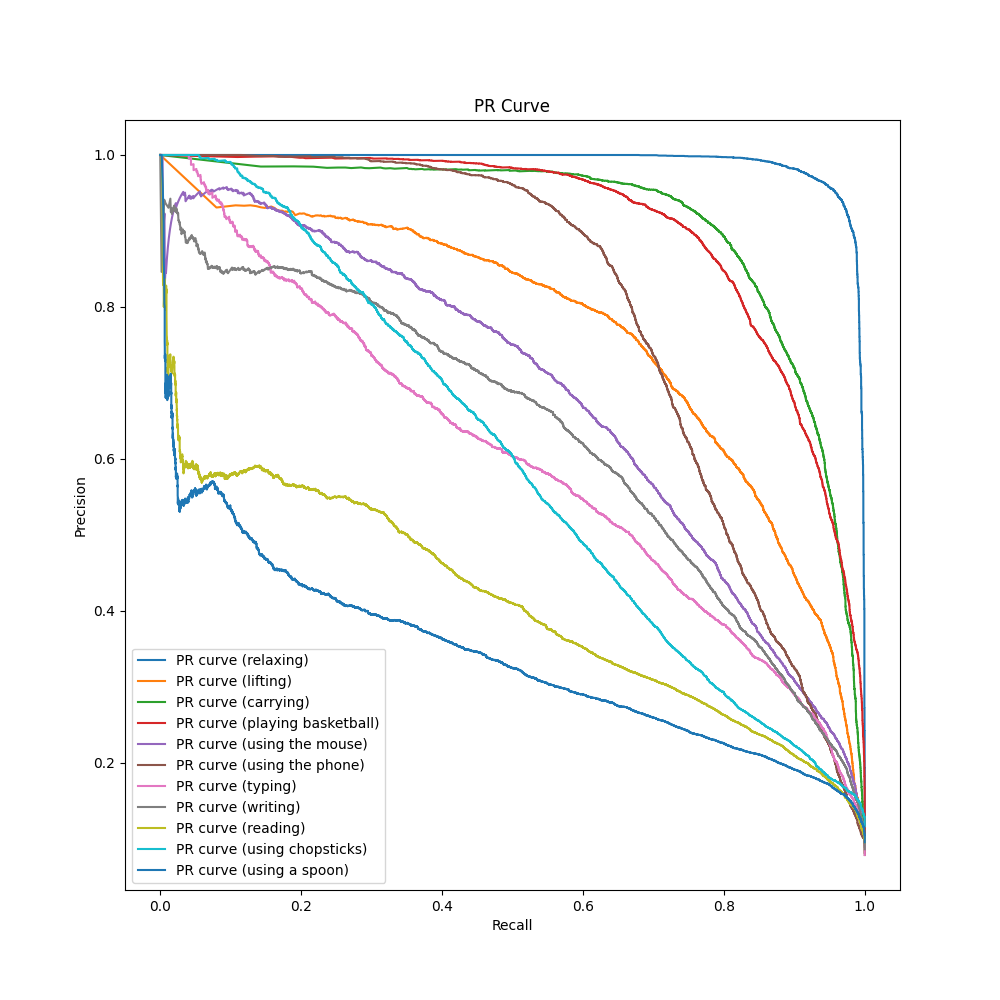 PR Curve
1.0
0.8
0.6
0.4
0.2
Precision
PR curve (relaxing)
PR curve (lifting)
PR curve (carrying)
PR curve (playing basketball)
PR curve (using the mouse)
PR curve (using the phone)
PR curve (typing)
PR curve (writing)
PR curve (reading)
PR curve (using chopsticks)
PR curve (using a spoon)
0.0 0.2 0.4 0.6 0.8 1.0
Recall